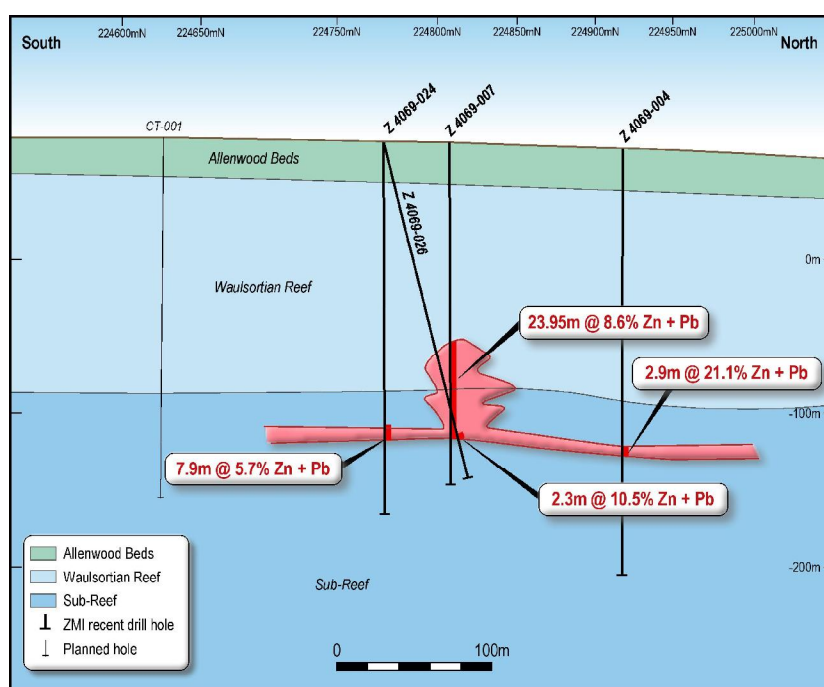 224600mN 224650mN 224750mN 224800mN 224850mN 224900mN 224950mN 225000mN
South
North
CT-001
Z 4069-024
Z 4069-007
Z 4069-004
Allenwood Beds
Z 4069-026
0m
Waulsortian Reef
23.95m @ 8.6% Zn + Pb
2.9m @ 21.1% Zn + Pb
-100m
7.9m @ 5.7% Zn + Pb
2.3m @ 10.5% Zn + Pb
-200m
Sub-Reef
Allenwood Beds
Waulsortian Reef
Sub-Reef
ZMI recent drill hole
Planned hole
0 100m